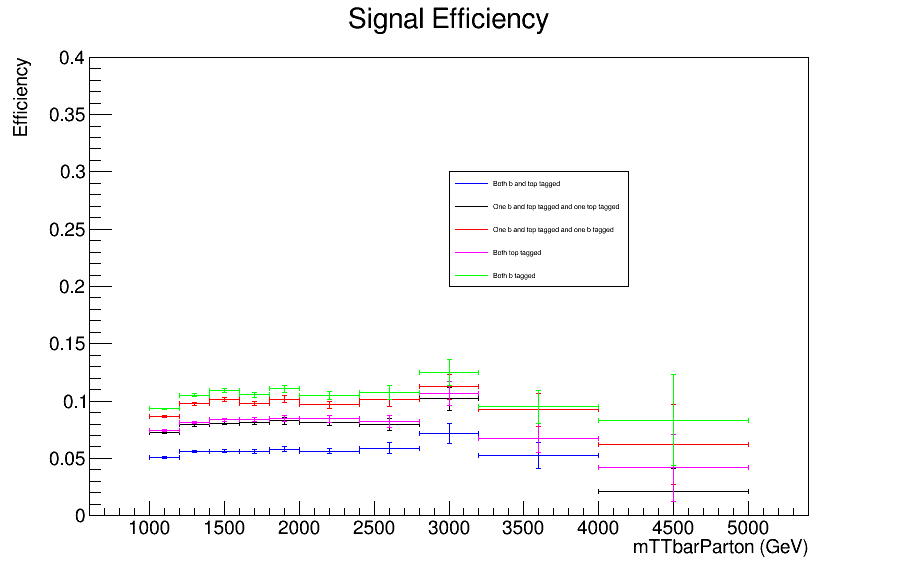 Signal Efficiency
Efficiency
0.4
0.35
0.3
0.25
0.2
0.15
0.1
0.05
0
Both b and top tagged
One b and top tagged and one top tagged
One b and top tagged and one b tagged
Both top tagged
Both b tagged
1000 1500 2000 2500 3000 3500 4000 4500 5000
mTTbarParton (GeV)